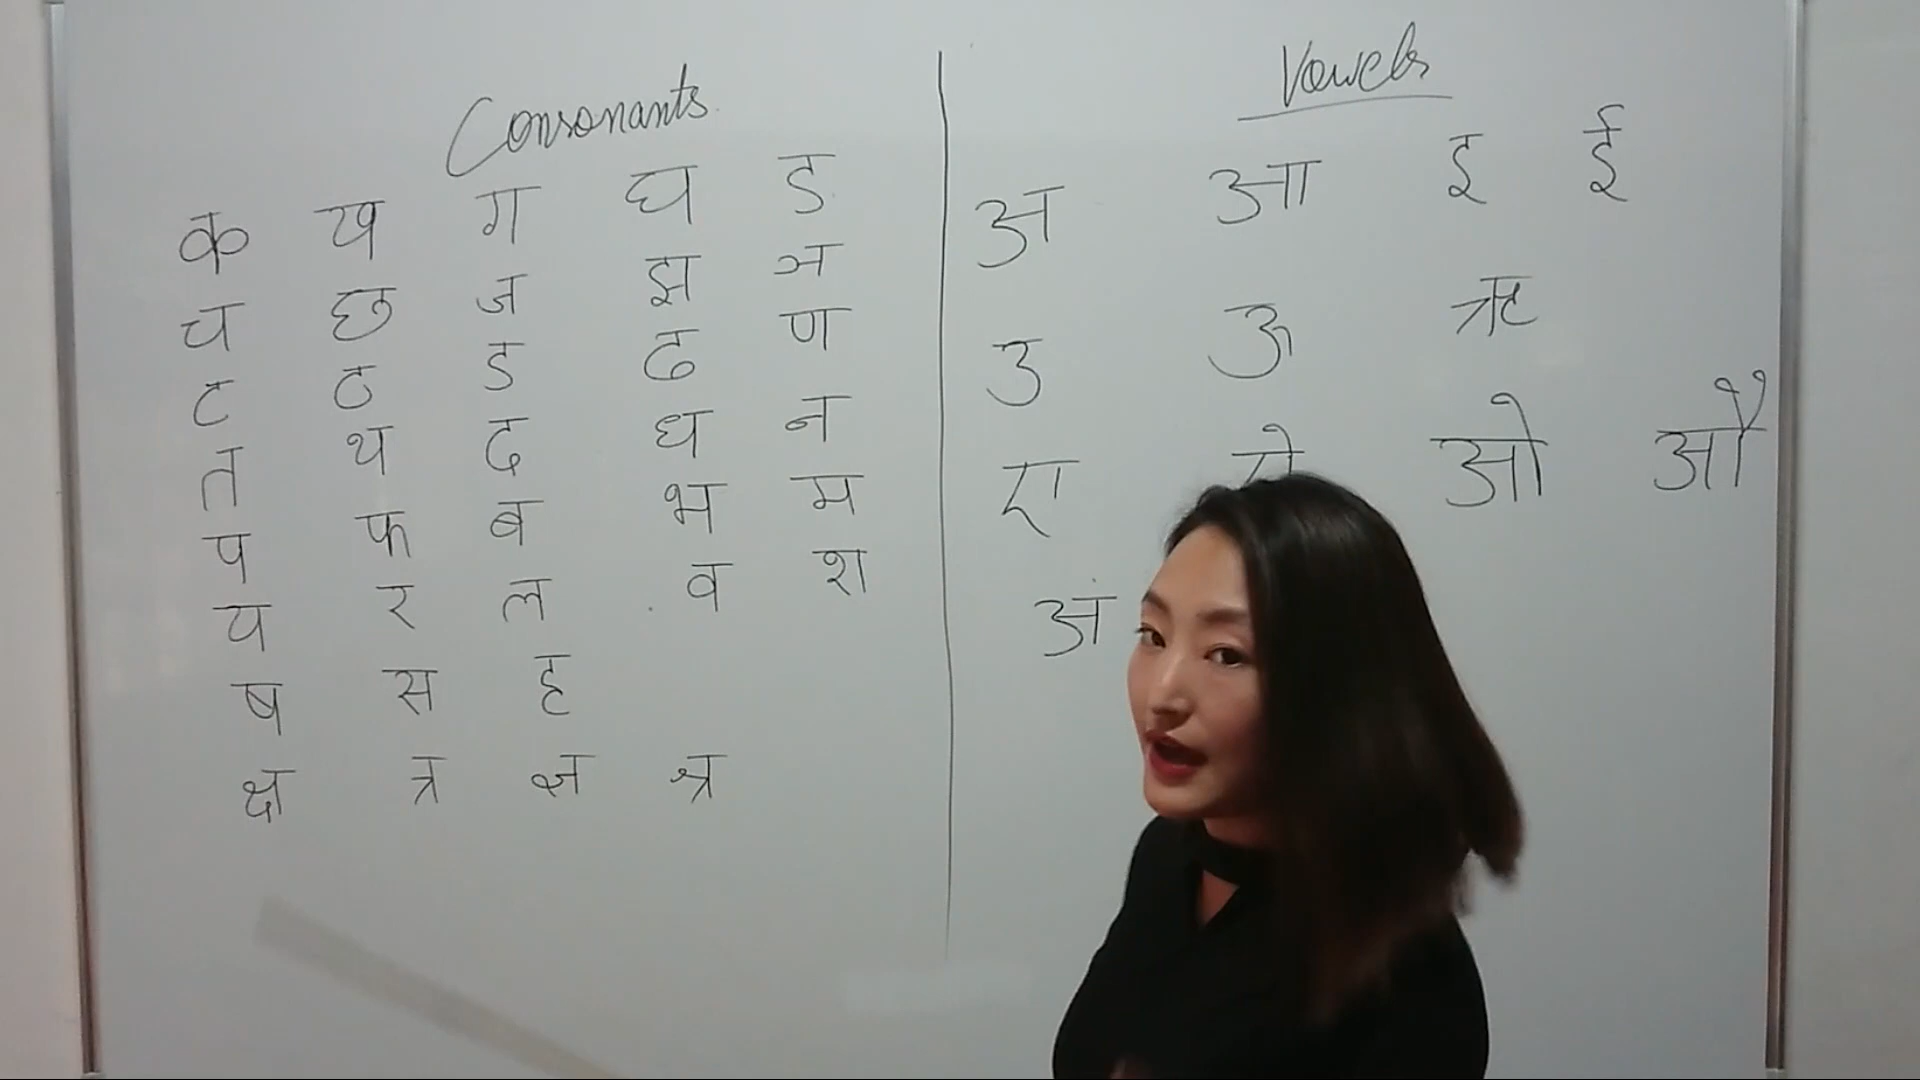 Consonants
क ख ग घ ङ
च छ ज झ ञ
ट ठ ड ढ ण
त थ द ध न
प फ ब भ म
य र ल व श
ष स ह
क्ष त्र ज्ञ श्र
Vowels
अ आ इ ई
उ ऊ ऋ
ए ओ औ
अं